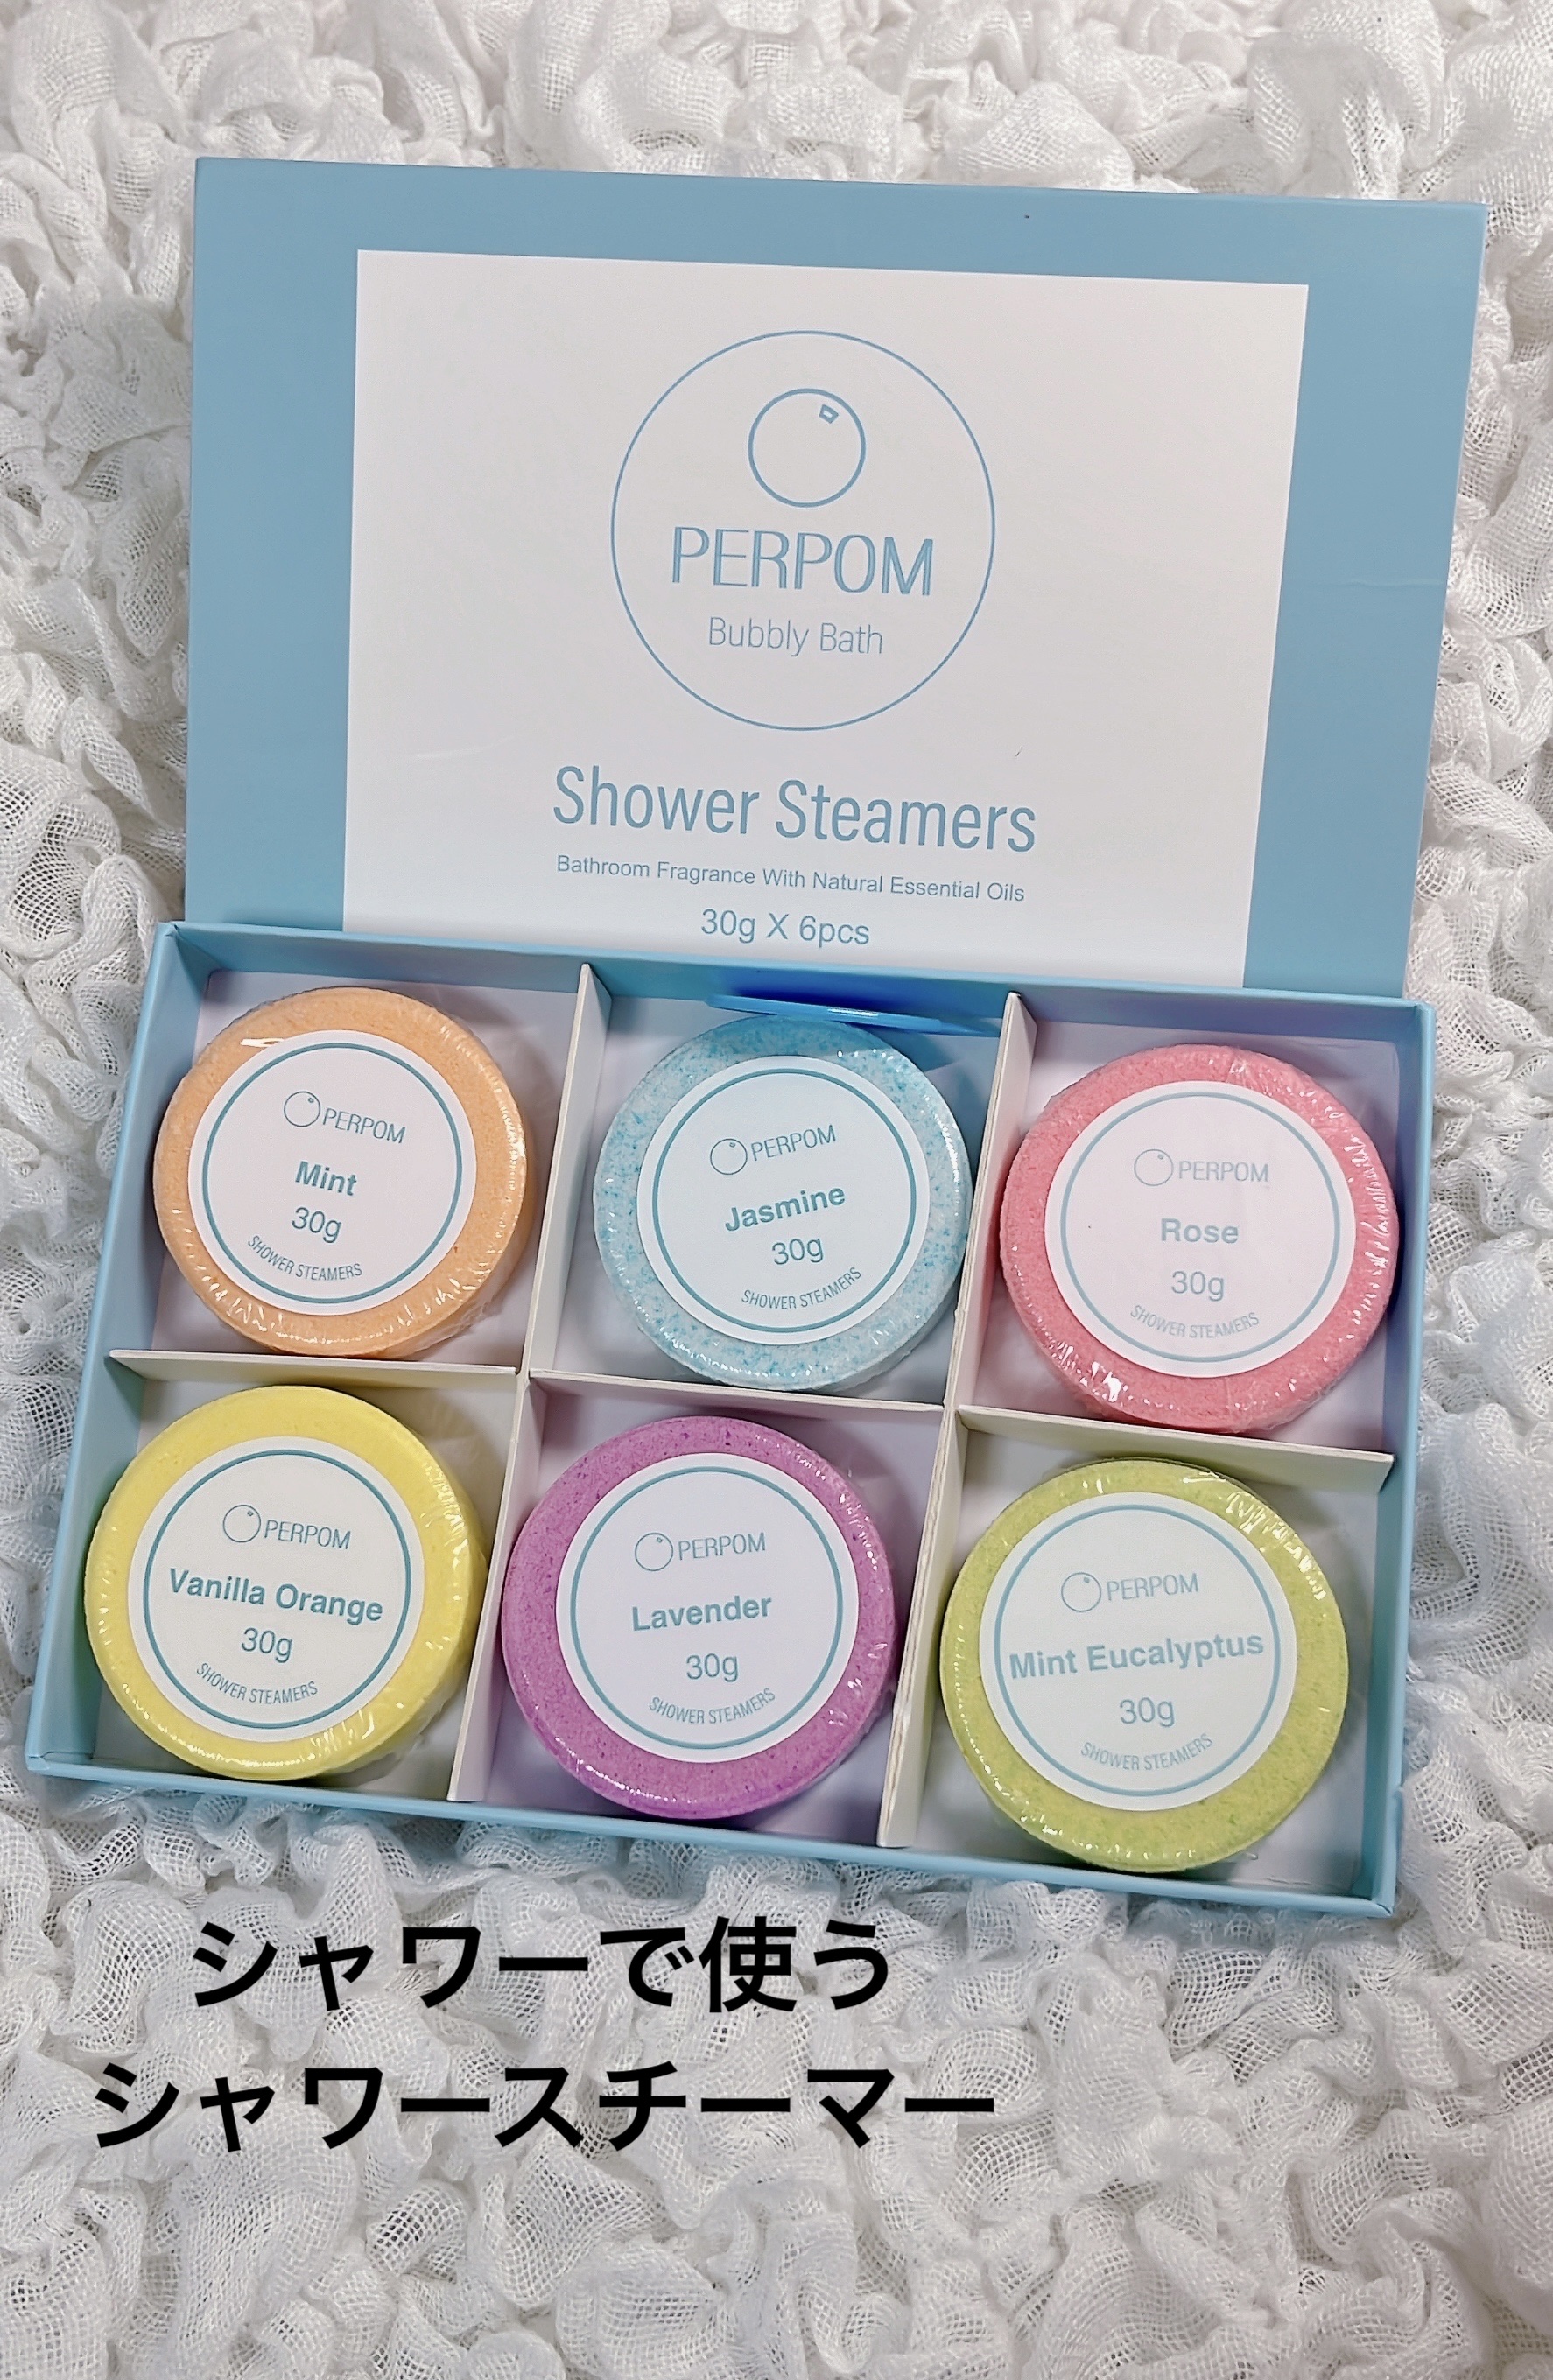 PERPOM
Bubbly Bath
Shower Steamers
Bathroom Fragrance With Natural Essential Oils
30g X 6pcs
PERPOM
Mint
30g
SHOWER STEAMERS
PERPOM
Jasmine
30g
SHOWER STEAMERS
PERPOM
Rose
30g
SHOWER STEAMERS
PERPOM
Vanilla Orange
30g
SHOWER STEAMERS
PERPOM
Lavender
30g
SHOWER STEAMERS
PERPOM
Mint Eucalyptus
30g
SHOWER STEAMERS
シャワーで使う
シャワースチーマー